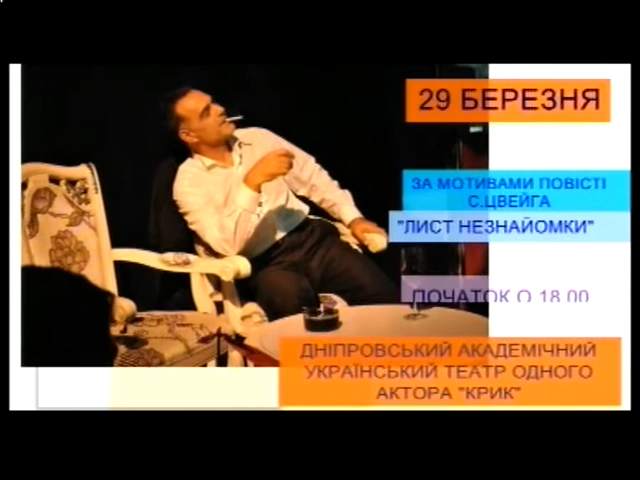 29 БЕРЕЗНЯ
ЗА МОТИВАМИ ПОВІСТІ
С.ЦВЕЙГА
"ЛИСТ НЕЗНАЙОМКИ"
ПОЧАТОК О 18.00
ДНІПРОВСЬКИЙ АКАДЕМІЧНИЙ
УКРАЇНСЬКИЙ ТЕАТР ОДНОГО
АКТОРА "КРИК"